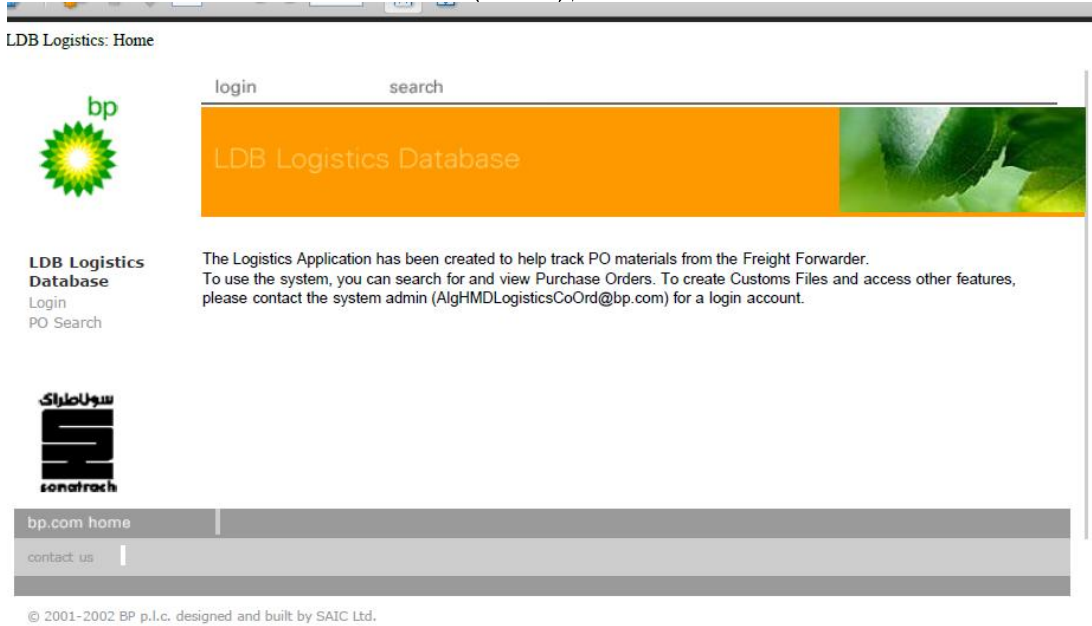 LDB Logistics: Home
login
search
bp
LDB Logistics Database
LDB Logistics
Database
Login
PO Search
The Logistics Application has been created to help track PO materials from the Freight Forwarder.
To use the system, you can search for and view Purchase Orders. To create Customs Files and access other features,
please contact the system admin (AlgHMDLogisticsCoOrd@bp.com) for a login account.
سوناطراك
sonatrach
bp.com home
contact us
© 2001-2002 BP p.l.c. designed and built by SAIC Ltd.